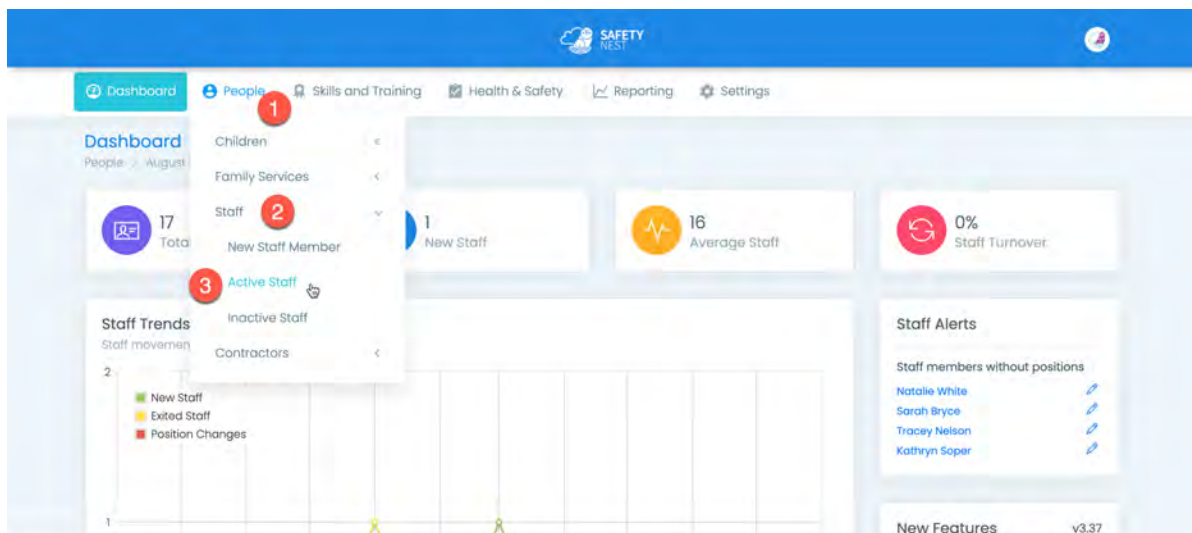 SAFETY
NEST
Dashboard People Skills and Training Health & Safety Reporting Settings
1
Dashboard
People > August
Children
Family Services
Staff 2
New Staff Member
3 Active Staff
Inactive Staff
Contractors
17
1
New Staff
16
Average Staff
0%
Staff Turnover
Staff Trends
Staff
2
New Staff
Exited Staff
Position Changes
1
Staff Alerts
Staff members without positions
Natalie White
Sarah Bryce
Tracey Nelson
Kathryn Soper
New Features v3.37